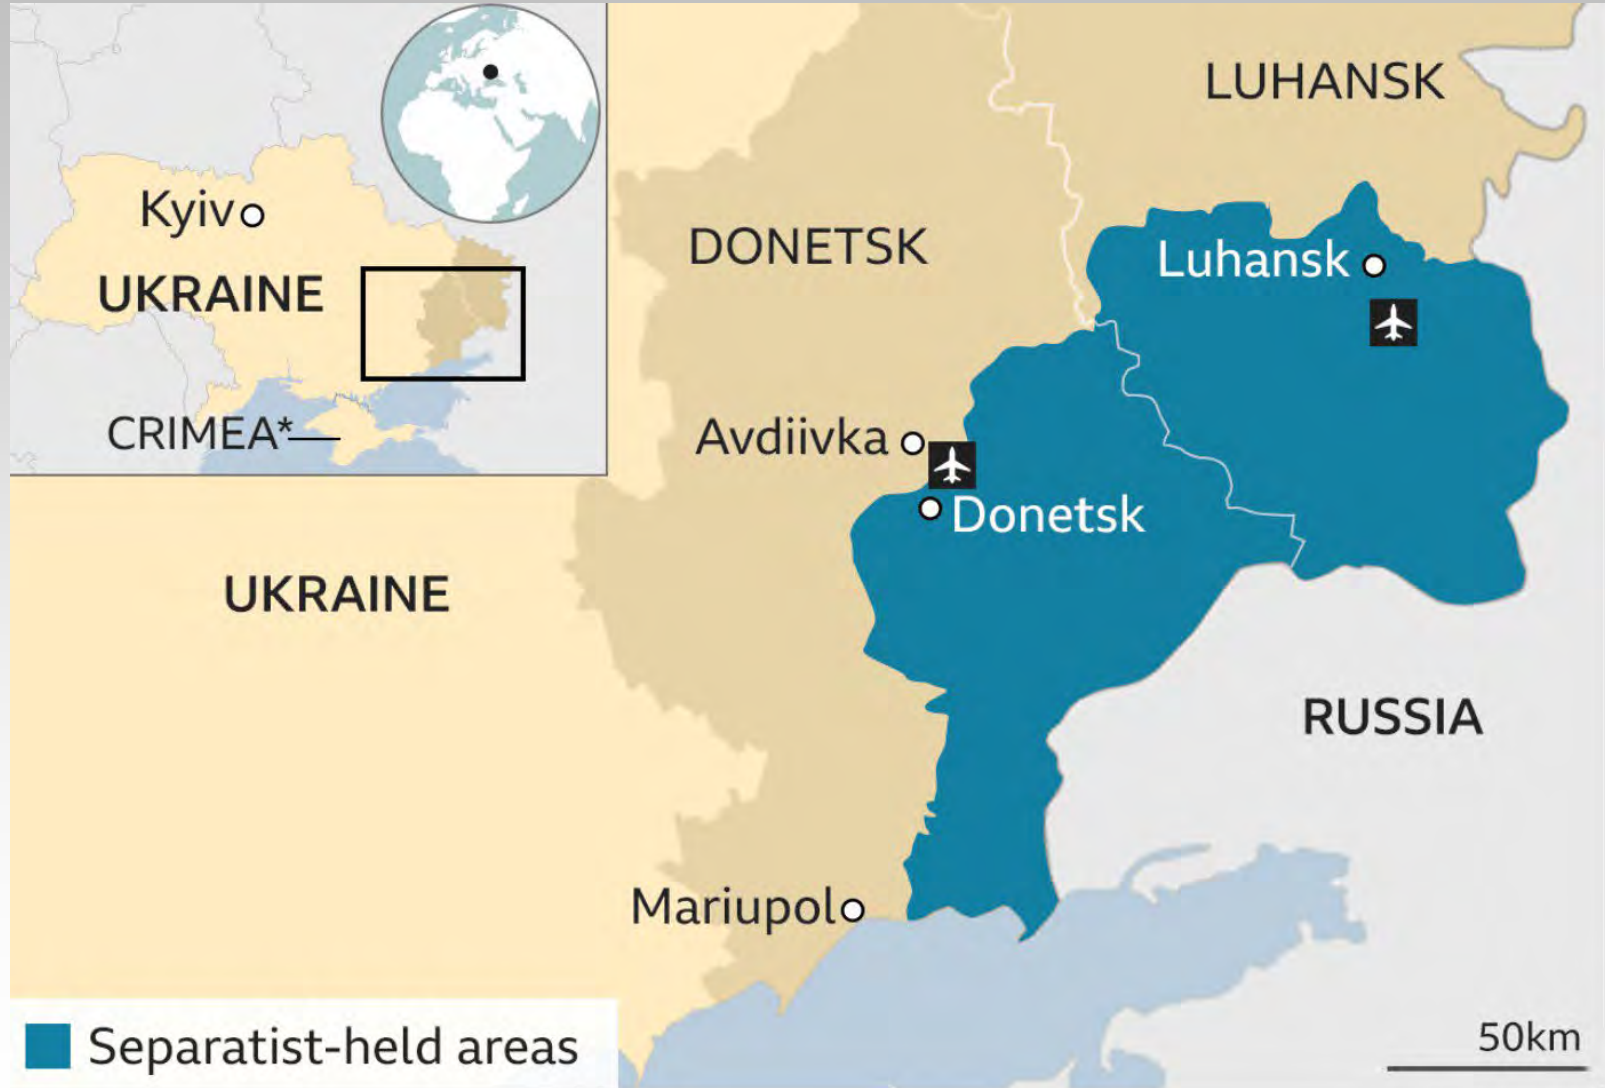 Kyiv
UKRAINE
CRIMEA*
LUHANSK
DONETSK
Luhansk
Avdiivka
Donetsk
UKRAINE
RUSSIA
Mariupol
Separatist-held areas
50km